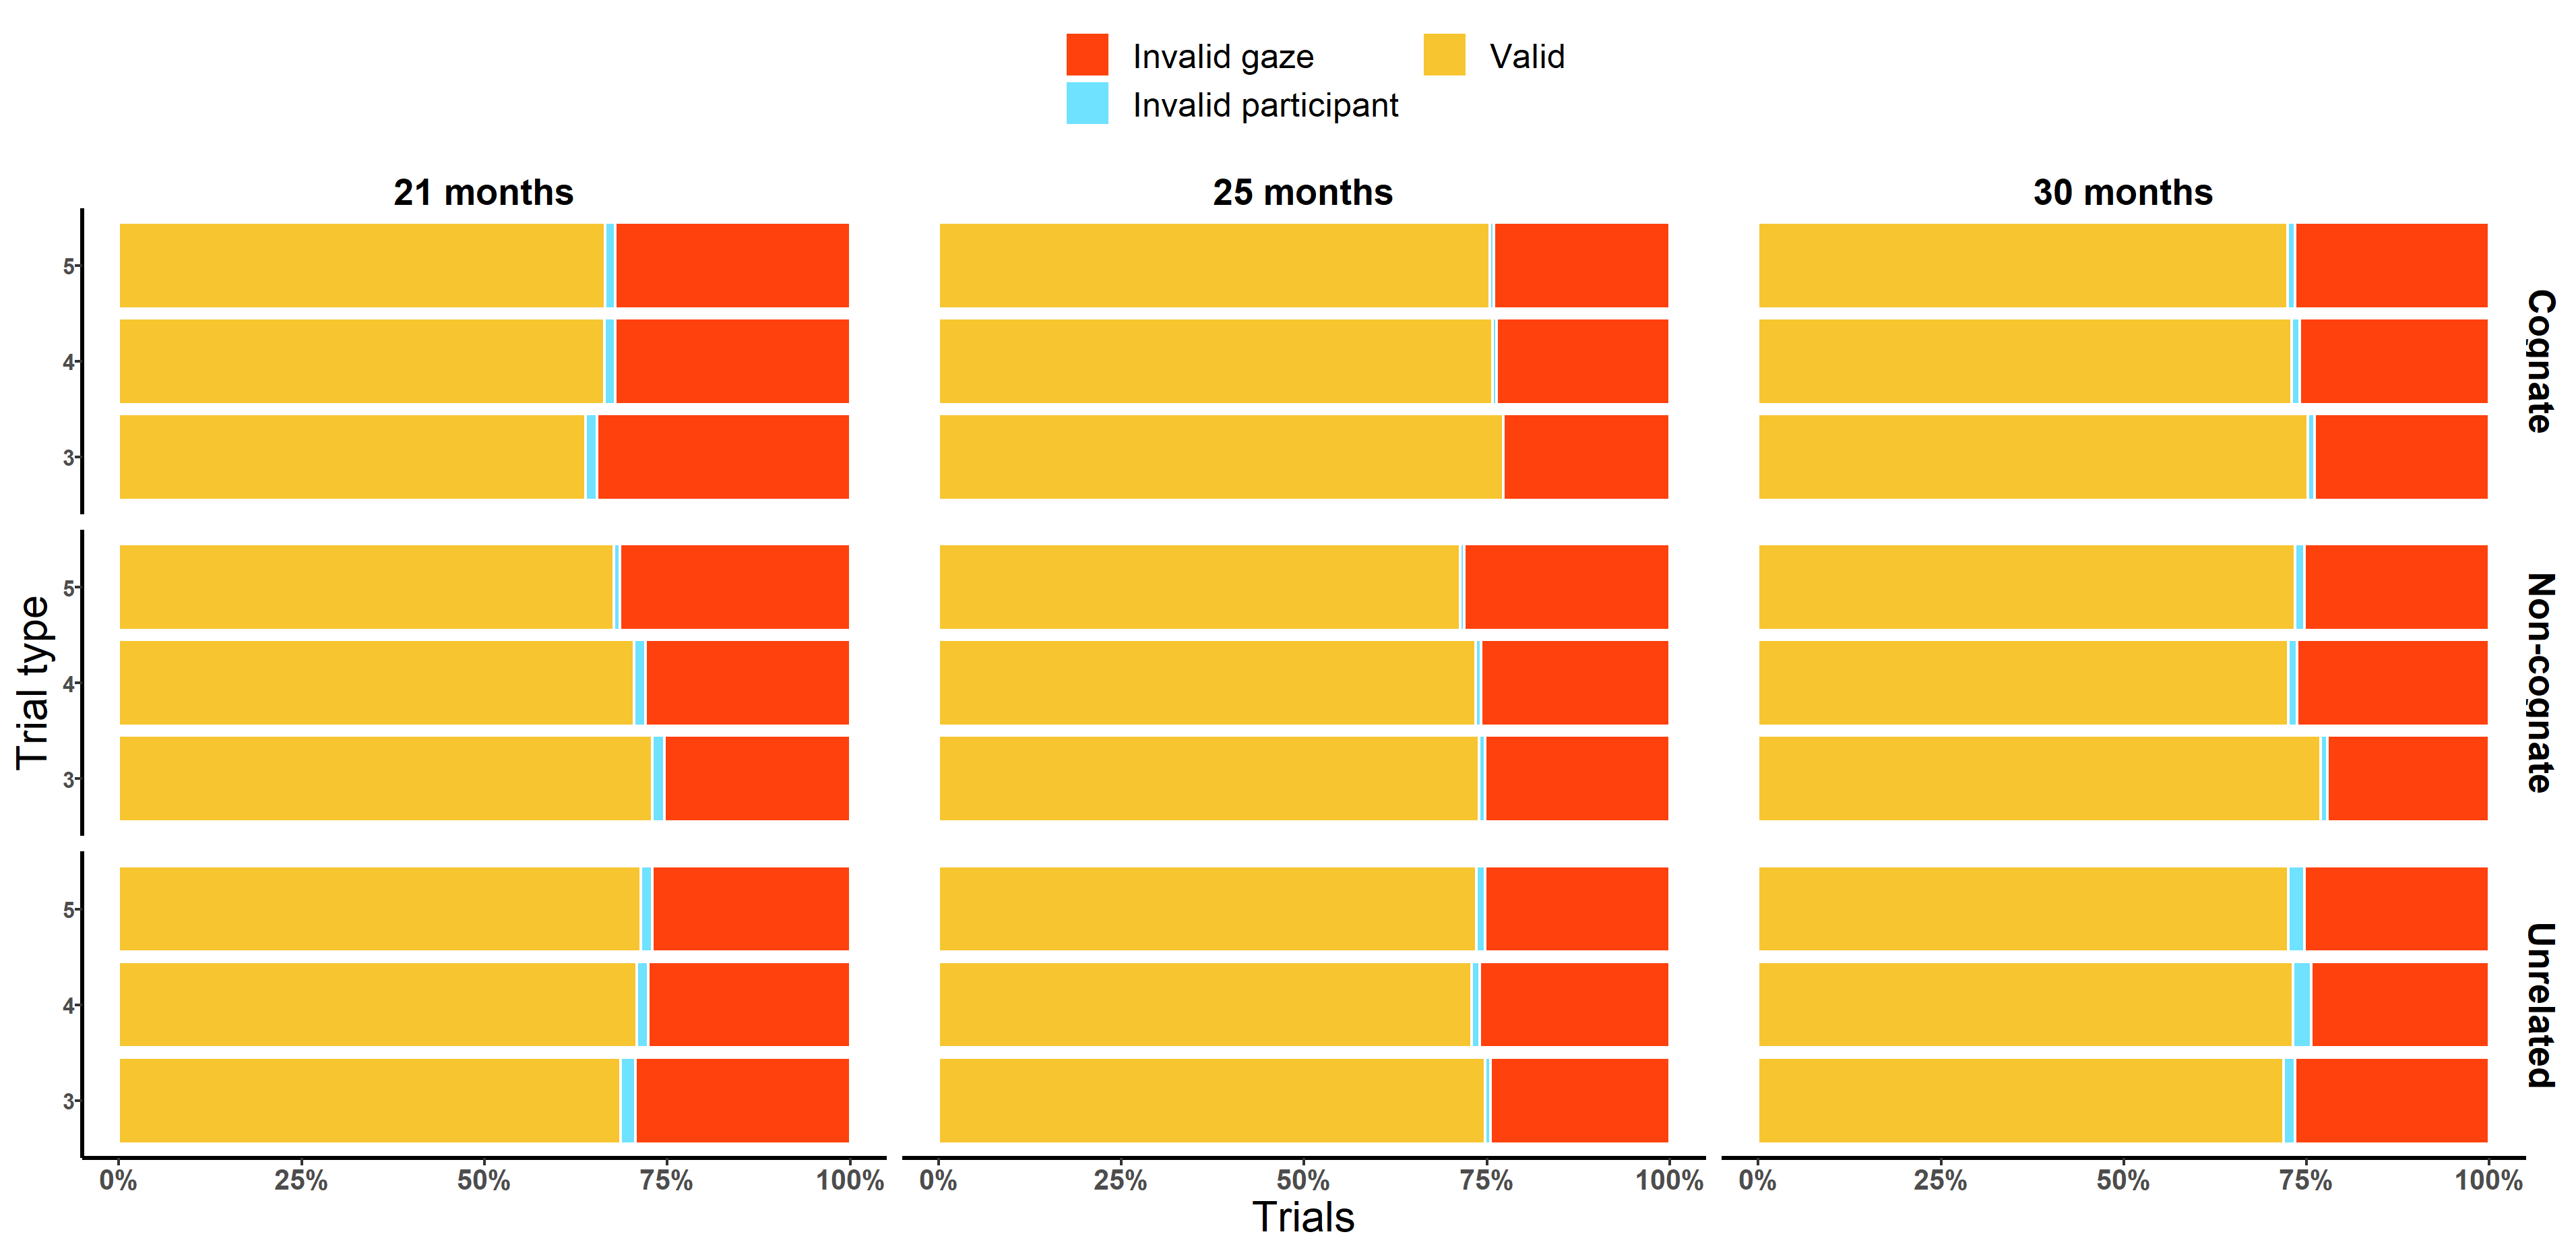 Invalid gaze
Valid
Invalid participant
21 months
25 months
30 months
Trial type
5
4
3
Cognate
5
4
3
Non-cognate
5
4
3
Unrelated
0% 25% 50% 75% 100%
0% 25% 50% 75% 100%
0% 25% 50% 75% 100%
Trials